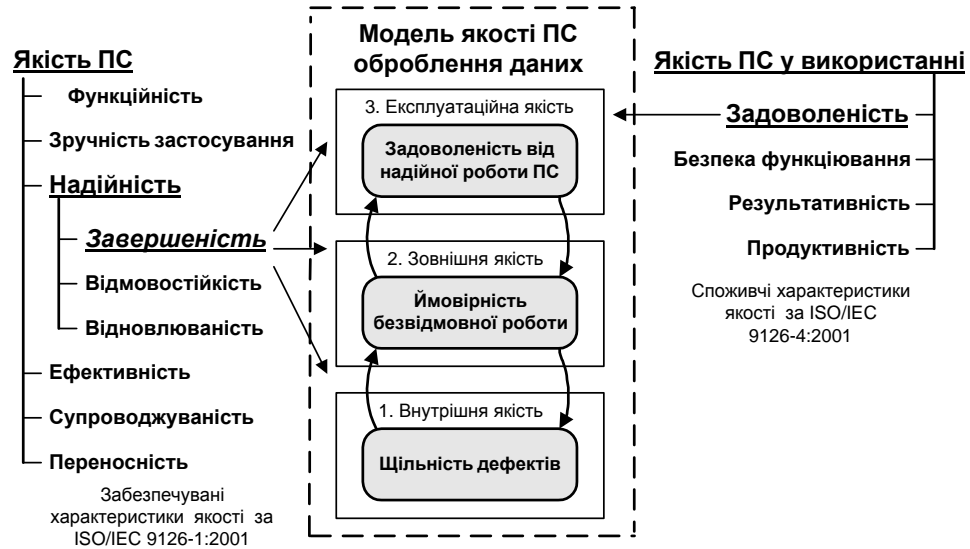 Якість ПС
Функційність
Зручність застосування
Надійність
Завершеність
Відмовостійкість
Відновлюваність
Ефективність
Супроводжуваність
Переносність
Забезпечувані
характеристики якості за
ISO/IEC 9126-1:2001
Модель якості ПС
оброблення даних
3. Експлуатаційна якість
Задоволеність від
надійної роботи ПС
2. Зовнішня якість
Ймовірність
безвідмовної роботи
1. Внутрішня якість
Щільність дефектів
Якість ПС у використанні
Задоволеність
Безпека функціювання
Результативність
Продуктивність
Споживчі характеристики
якості за ISO/IEC
9126-4:2001